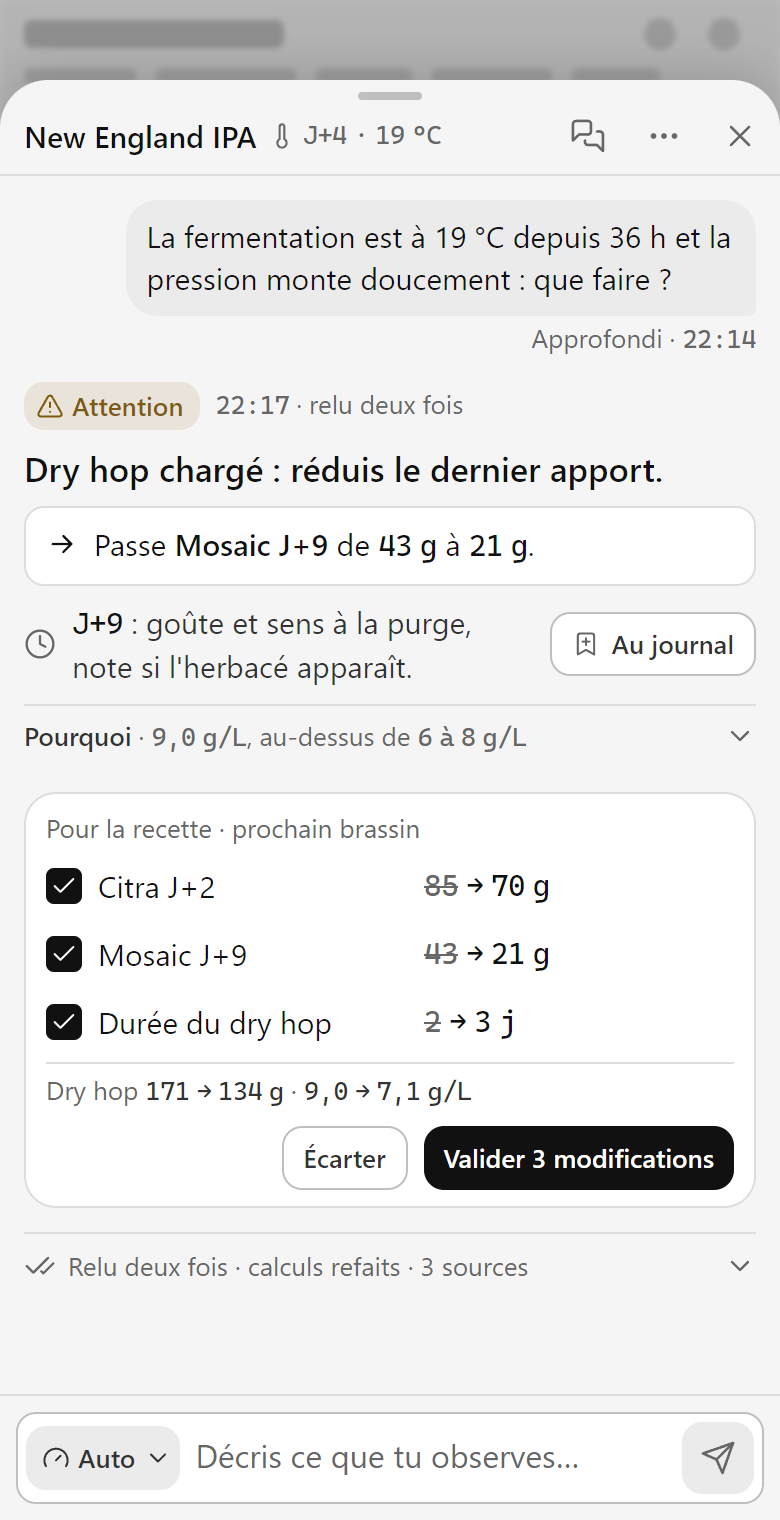 New England IPA J+4 · 19 °C
La fermentation est à 19 °C depuis 36 h et la
pression monte doucement : que faire ?
Approfondi · 22:14
Attention 22:17 · relu deux fois
Dry hop chargé : réduis le dernier apport.
→ Passe Mosaic J+9 de 43 g à 21 g.
J+9 : goûte et sens à la purge,
note si l'herbacé apparaît.
Au journal
Pourquoi · 9,0 g/L, au-dessus de 6 à 8 g/L
Pour la recette · prochain brassin
Citra J+2 85 → 70 g
Mosaic J+9 43 → 21 g
Durée du dry hop 2 → 3 j
Dry hop 171 → 134 g · 9,0 → 7,1 g/L
Écarter Valider 3 modifications
Relu deux fois · calculs refaits · 3 sources
Auto Décris ce que tu observes...